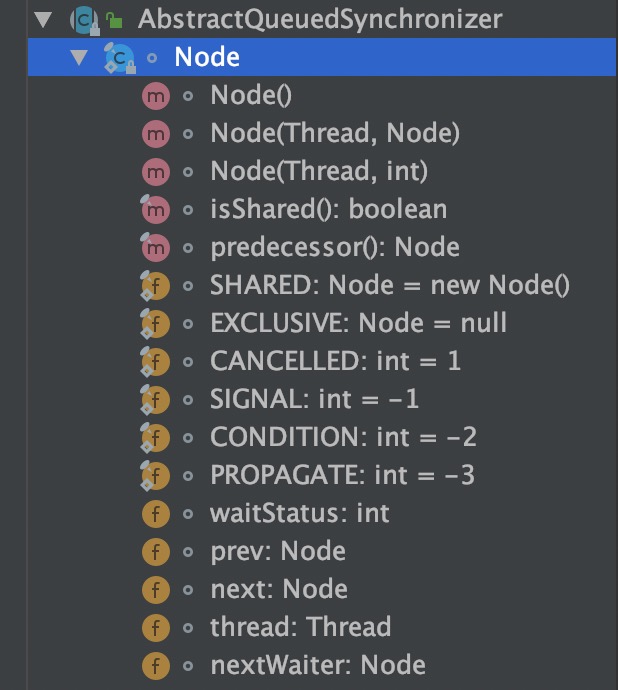 AbstractQueuedSynchronizer
Node
Node()
Node(Thread, Node)
Node(Thread, int)
isShared(): boolean
predecessor(): Node
SHARED: Node = new Node()
EXCLUSIVE: Node = null
CANCELLED: int = 1
SIGNAL: int = -1
CONDITION: int = -2
PROPAGATE: int = -3
waitStatus: int
prev: Node
next: Node
thread: Thread
nextWaiter: Node